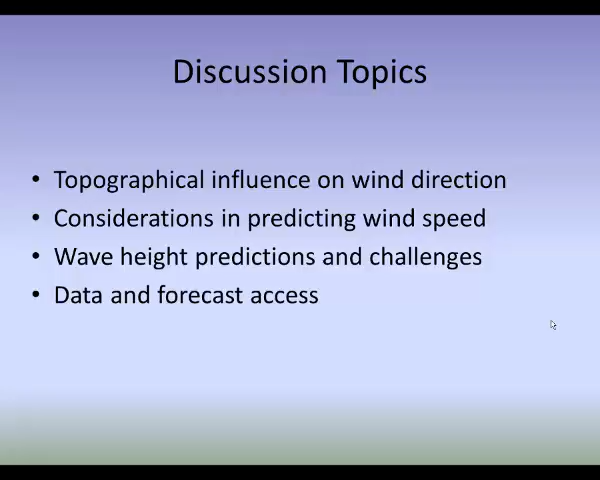 Discussion Topics
• Topographical influence on wind direction
• Considerations in predicting wind speed
• Wave height predictions and challenges
• Data and forecast access